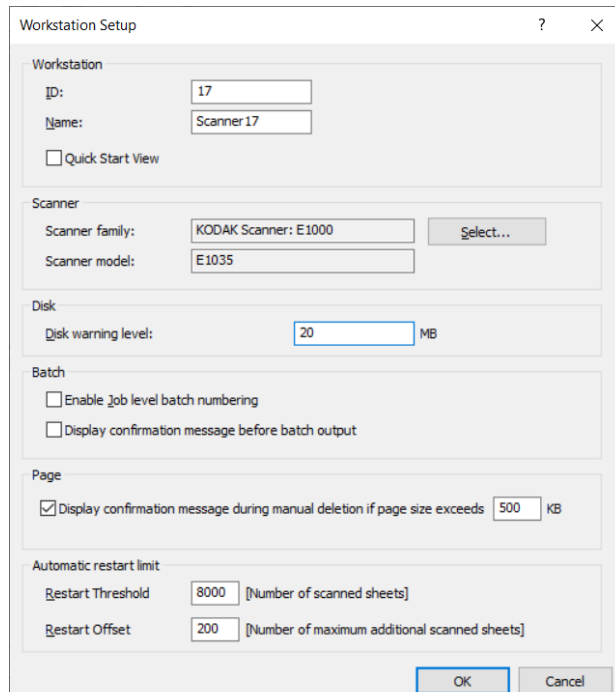 Workstation Setup ?
Workstation
ID: 17
Name: Scanner17
Quick Start View
Scanner
Scanner family: KODAK Scanner: E1000 Select...
Scanner model: E1035
Disk
Disk warning level: 20 MB
Batch
Enable Job level batch numbering
Display confirmation message before batch output
Page
Display confirmation message during manual deletion if page size exceeds 500 KB
Automatic restart limit
Restart Threshold 8000 [Number of scanned sheets]
Restart Offset 200 [Number of maximum additional scanned sheets]
OK Cancel